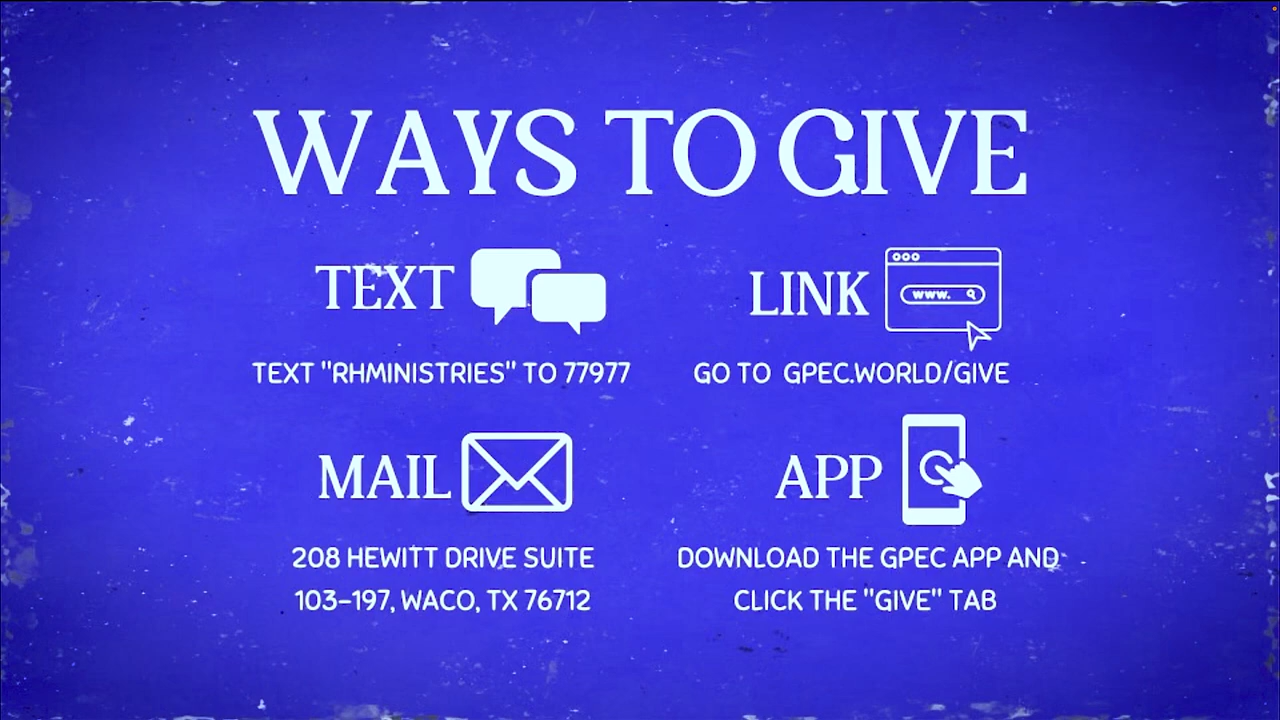 WAYS TO GIVE
TEXT
TEXT "RHMINISTRIES" TO 77977
LINK
www.
GO TO GPEC.WORLD/GIVE
MAIL
208 HEWITT DRIVE SUITE
103-197, WACO, TX 76712
APP
DOWNLOAD THE GPEC APP AND
CLICK THE "GIVE" TAB